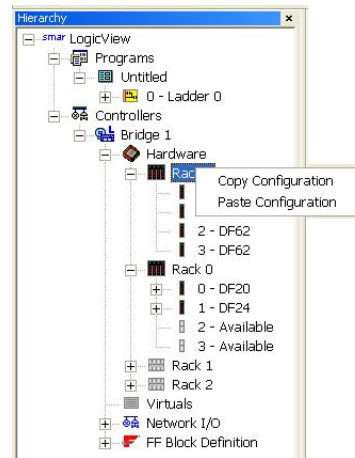 Hierarchy
smar LogicView
Programs
Untitled
0 - Ladder 0
Controllers
Bridge 1
Hardware
Copy Configuration
Paste Configuration
2 - DF62
3 - DF62
Rack 0
0 - DF20
1 - DF24
2 - Available
3 - Available
Rack 1
Rack 2
Virtuals
Network I/O
FF Block Definition